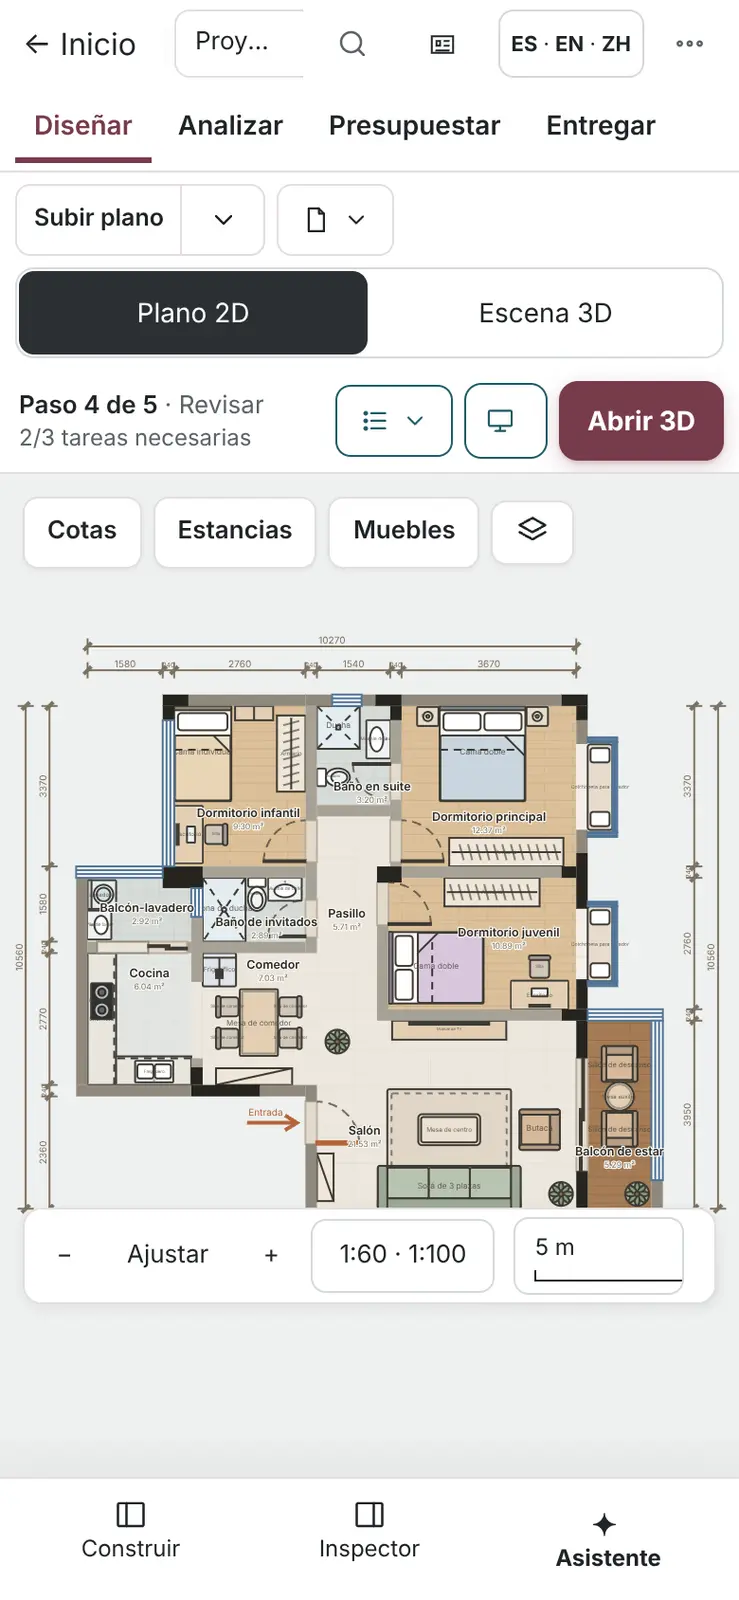 Inicio
Proy...
ES · EN · ZH
Diseñar
Analizar
Presupuestar
Entregar
Subir plano
Plano 2D
Escena 3D
Paso 4 de 5 · Revisar
2/3 tareas necesarias
Abrir 3D
Cotas
Estancias
Muebles
10270
1580
2760
1540
3670
3370
1580
10560
2770
2360
3370
2760
10560
3950
Ducha
Cama individual
Cama doble
Baño en suite
3.20 m²
Dormitorio infantil
9.30 m²
Dormitorio principal
12.37 m²
Balcón-lavadero
2.92 m²
Baño de invitados
2.89 m²
Pasillo
5.71 m²
Dormitorio juvenil
10.89 m²
Cocina
6.04 m²
Comedor
7.03 m²
Frigorífico
Cama doble
Mesa de comedor
Fregadero
Entrada
Salón
21.53 m²
Mesa de centro
Butaca
Sofá de 3 plazas
Balcón de estar
5.29 m²
−
Ajustar
+
1:60 · 1:100
5 m
Construir
Inspector
Asistente